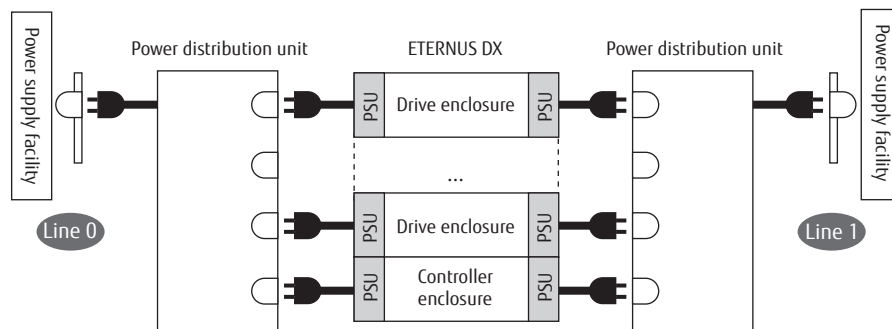 Power distribution unit
ETERNUS DX
Power distribution unit
Power supply facility
PSU
Drive enclosure
PSU
Power supply facility
...
Line 0
PSU
Drive enclosure
PSU
Line 1
PSU
Controller
enclosure
PSU